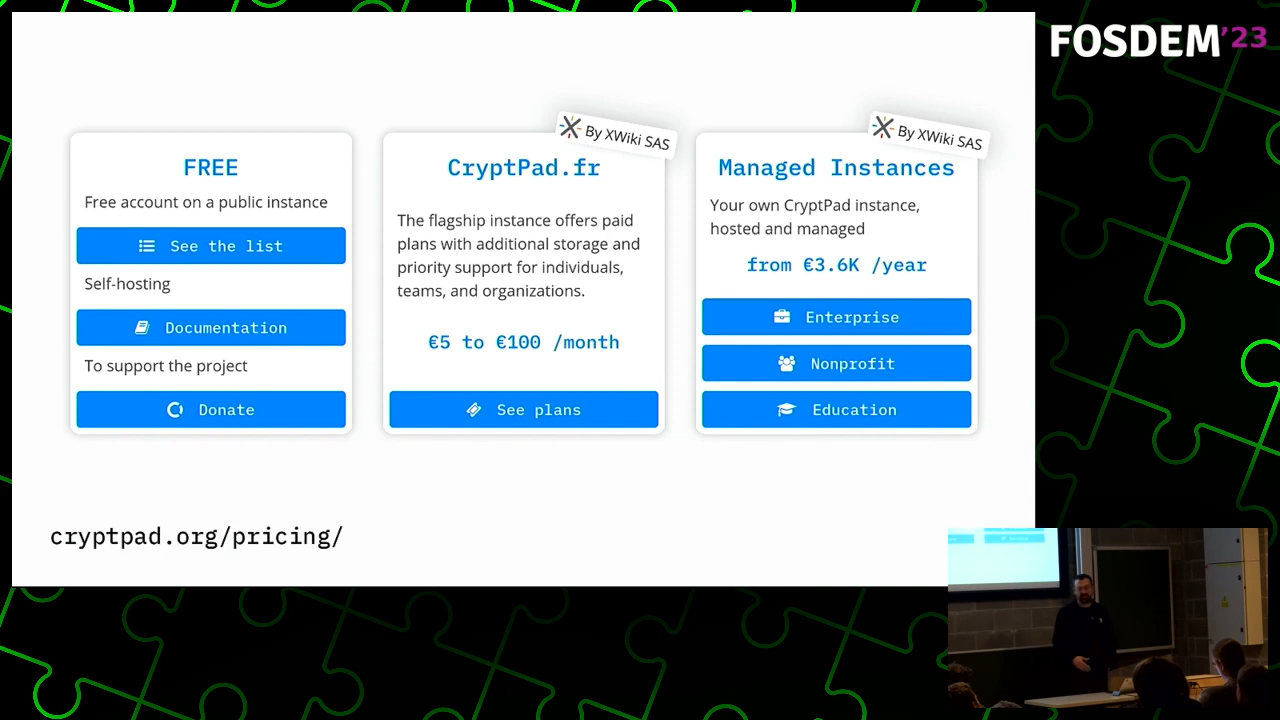 FOSDEM'23
FREE
Free account on a public instance
See the list
Self-hosting
Documentation
To support the project
Donate
By XWiki SAS
CryptPad.fr
The flagship instance offers paid
plans with additional storage and
priority support for individuals,
teams, and organizations.
€5 to €100 /month
See plans
By XWiki SAS
Managed Instances
Your own CryptPad instance,
hosted and managed
from €3.6K /year
Enterprise
Nonprofit
Education
cryptpad.org/pricing/